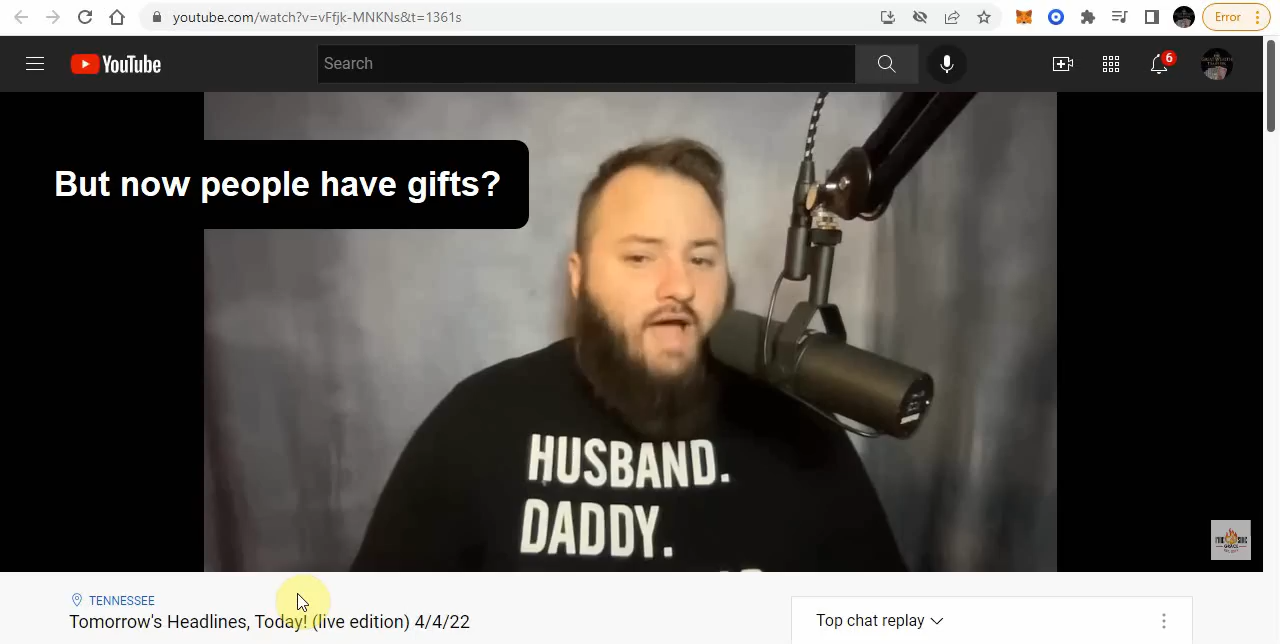 youtube.com/watch?v=vFfjk-MNKNs&t=1361s
Error
YouTube
Search
6
But now people have gifts?
HUSBAND.
DADDY.
GRACE
TENNESSEE
Tomorrow's Headlines, Today! (live edition) 4/4/22
Top chat replay